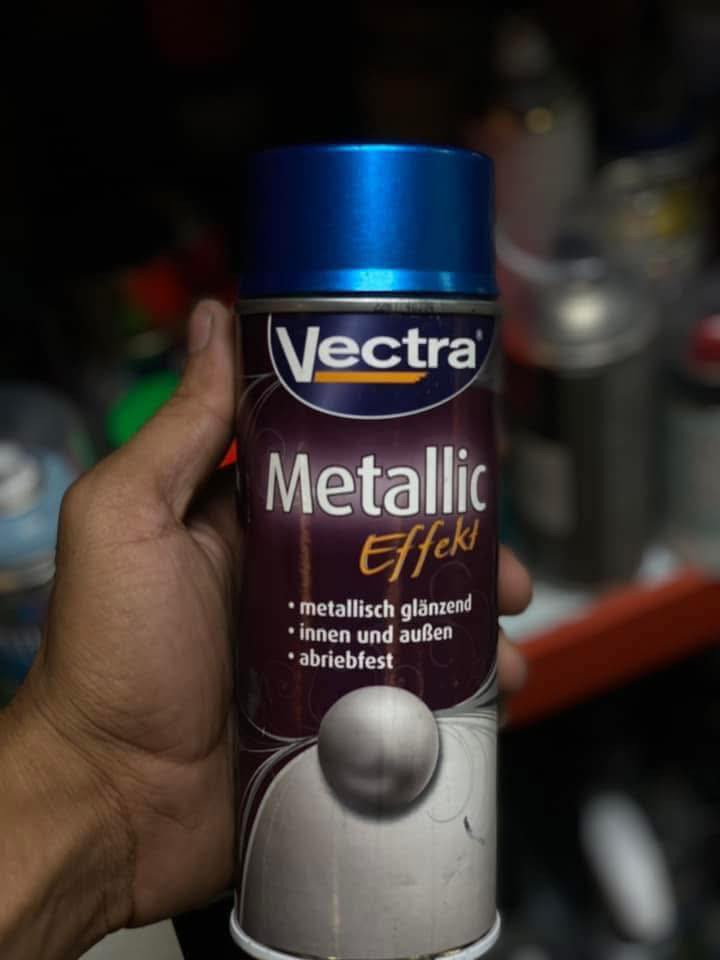 Vectra®
Metallic
Effekt
• metallisch glänzend
• innen und außen
• abriebfest